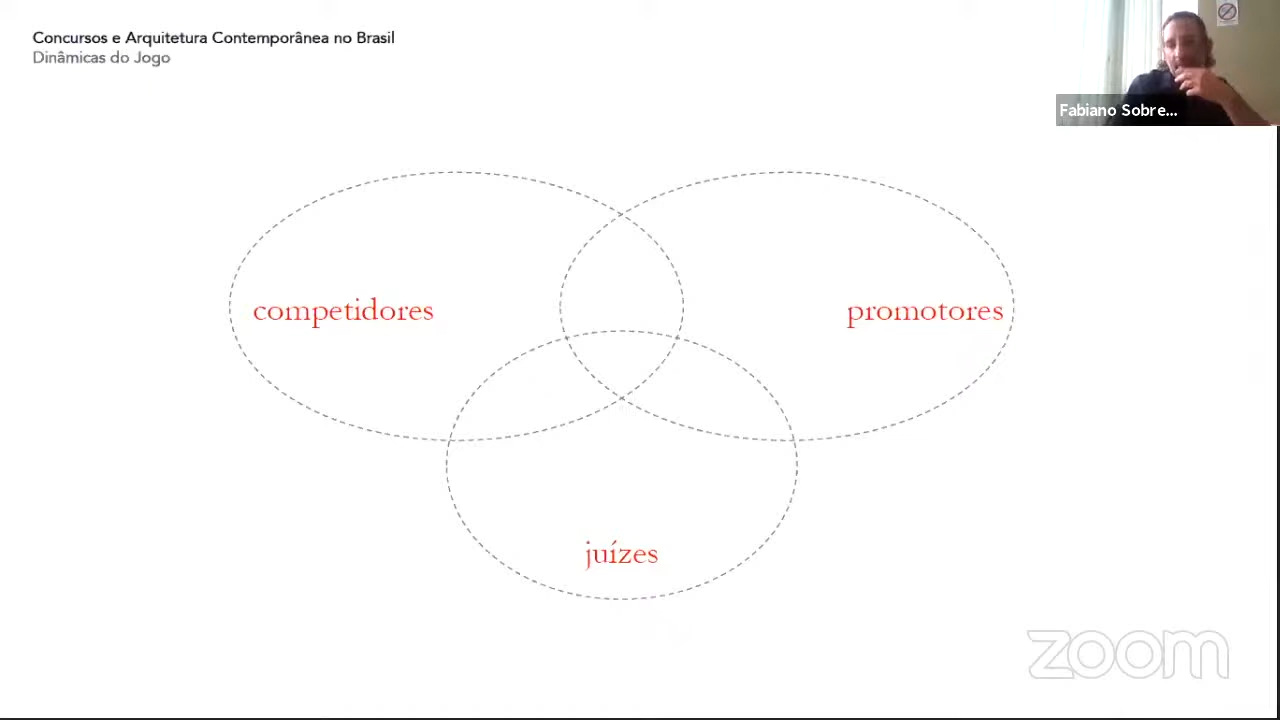 Concursos e Arquitetura Contemporânea no Brasil
Dinâmicas do Jogo
Fabiano Sobre...
competidores
promotores
juízes
zoom